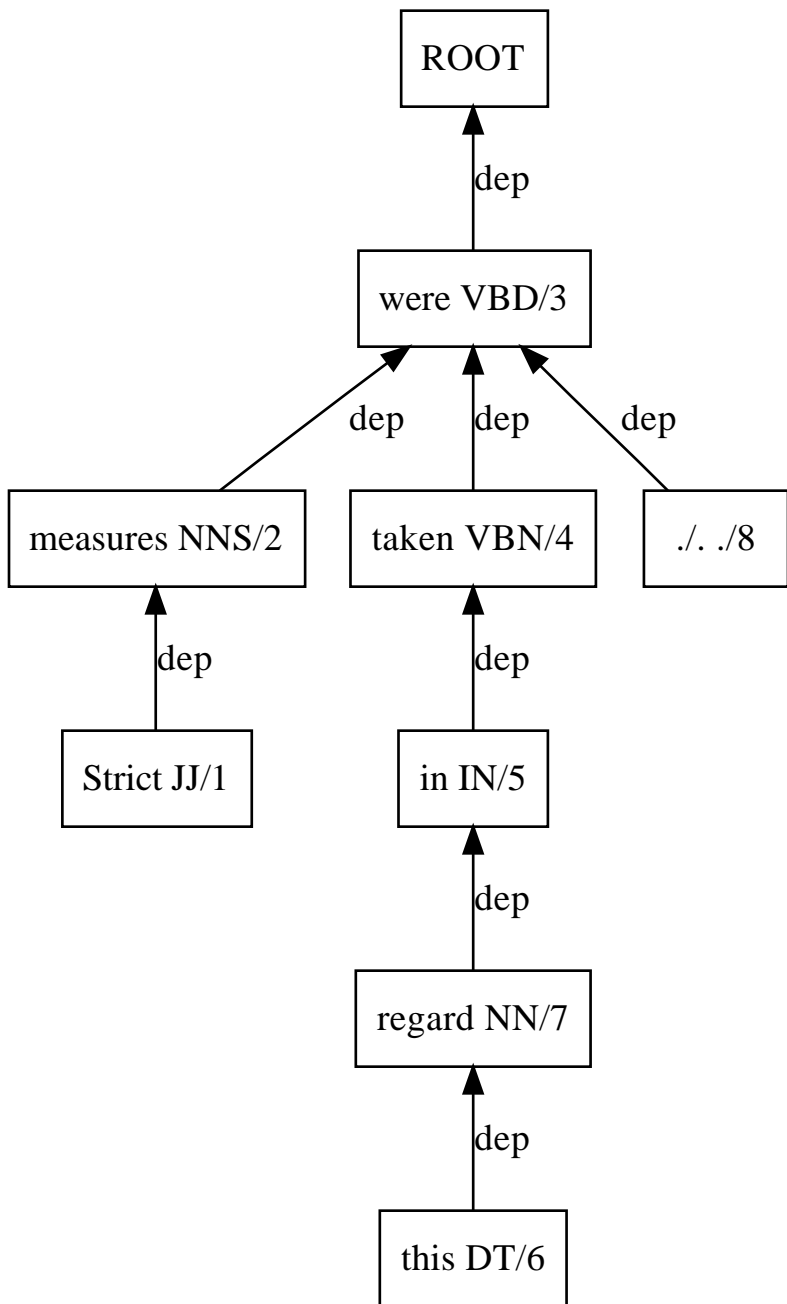 ROOT
dep
were VBD/3
dep dep dep
measures NNS/2 taken VBN/4 ./. ./8
dep dep
Strict JJ/1 in IN/5
dep
regard NN/7
dep
this DT/6